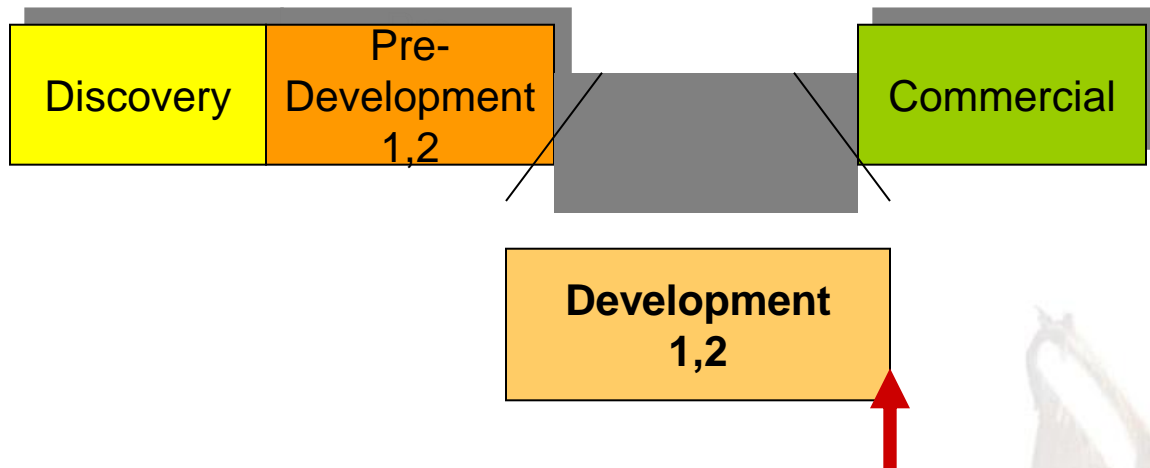 Discovery
Pre-
Development
1,2
Commercial
Development
1,2